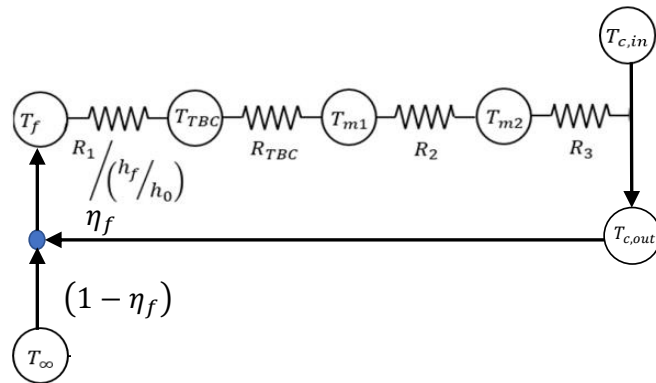 T_{c,in}
T_f
T_{TBC}
T_{m1}
T_{m2}
R_1/(h_f/h_0)
R_{TBC}
R_2
R_3
η_f
T_{c,out}
(1 − η_f)
T_∞